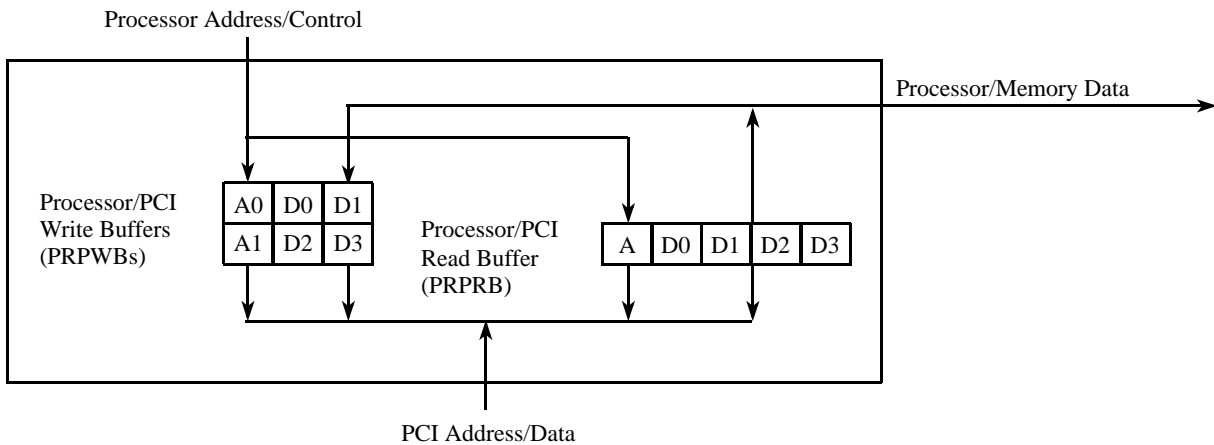 Processor Address/Control
Processor/Memory Data
Processor/PCI
Write Buffers
(PRPWBs)
A0 D0 D1
A1 D2 D3
Processor/PCI
Read Buffer
(PRPRB)
A D0 D1 D2 D3
PCI Address/Data